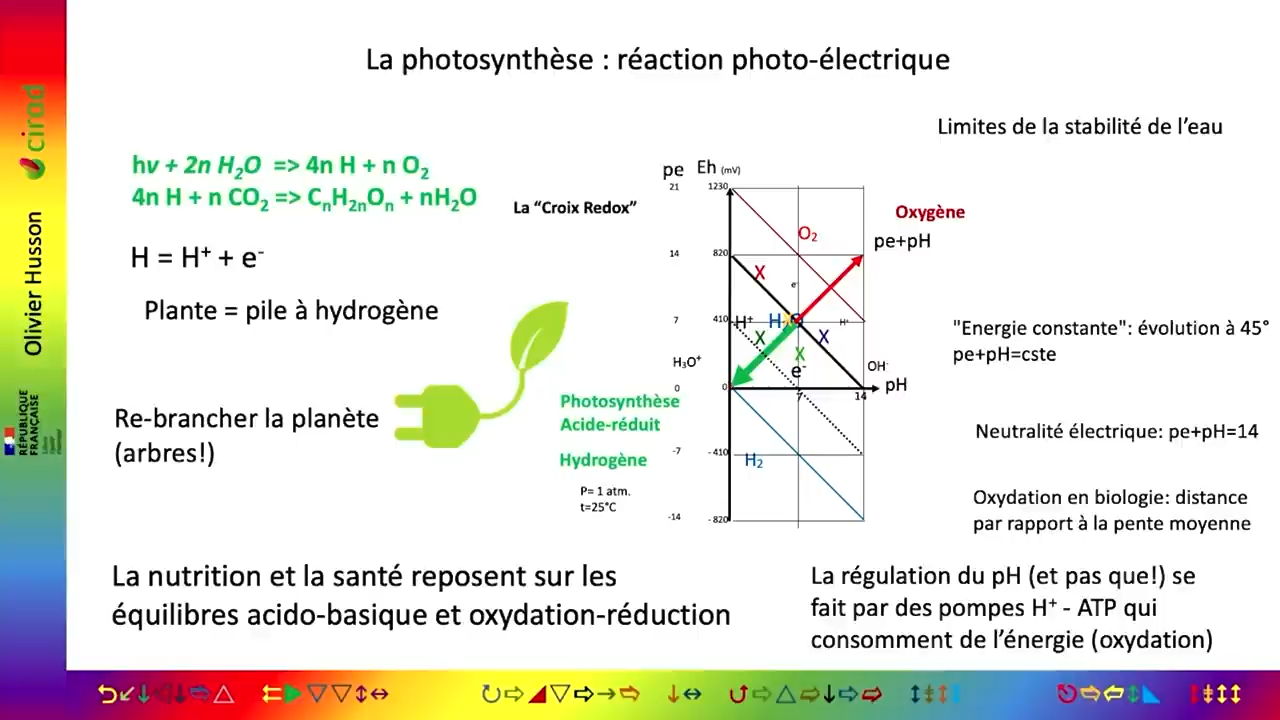 La photosynthèse : réaction photo-électrique
Limites de la stabilité de l'eau
hν + 2n H₂O => 4n H + n O₂
4n H + n CO₂ => CₙH₂ₙOₙ + nH₂O
La "Croix Redox"
H = H⁺ + e⁻
Plante = pile à hydrogène
Re-brancher la planète
(arbres!)
Photosynthèse
Acide-réduit
Hydrogène
P= 1 atm.
t=25°C
pe
Eh (mV)
21
1230
14
820
7
410
0
0
-7
- 410
-14
- 820
O₂
X
e⁻
H⁺
H
H⁺
X
X
X
e⁻
H₃O⁺
OH⁻
pH
7
14
H₂
Oxygène
pe+pH
"Energie constante": évolution à 45°
pe+pH=cste
Neutralité électrique: pe+pH=14
Oxydation en biologie: distance
par rapport à la pente moyenne
La nutrition et la santé reposent sur les
équilibres acido-basique et oxydation-réduction
La régulation du pH (et pas que!) se
fait par des pompes H⁺ - ATP qui
consomment de l'énergie (oxydation)
cirad
Olivier Husson
RÉPUBLIQUE
FRANÇAISE